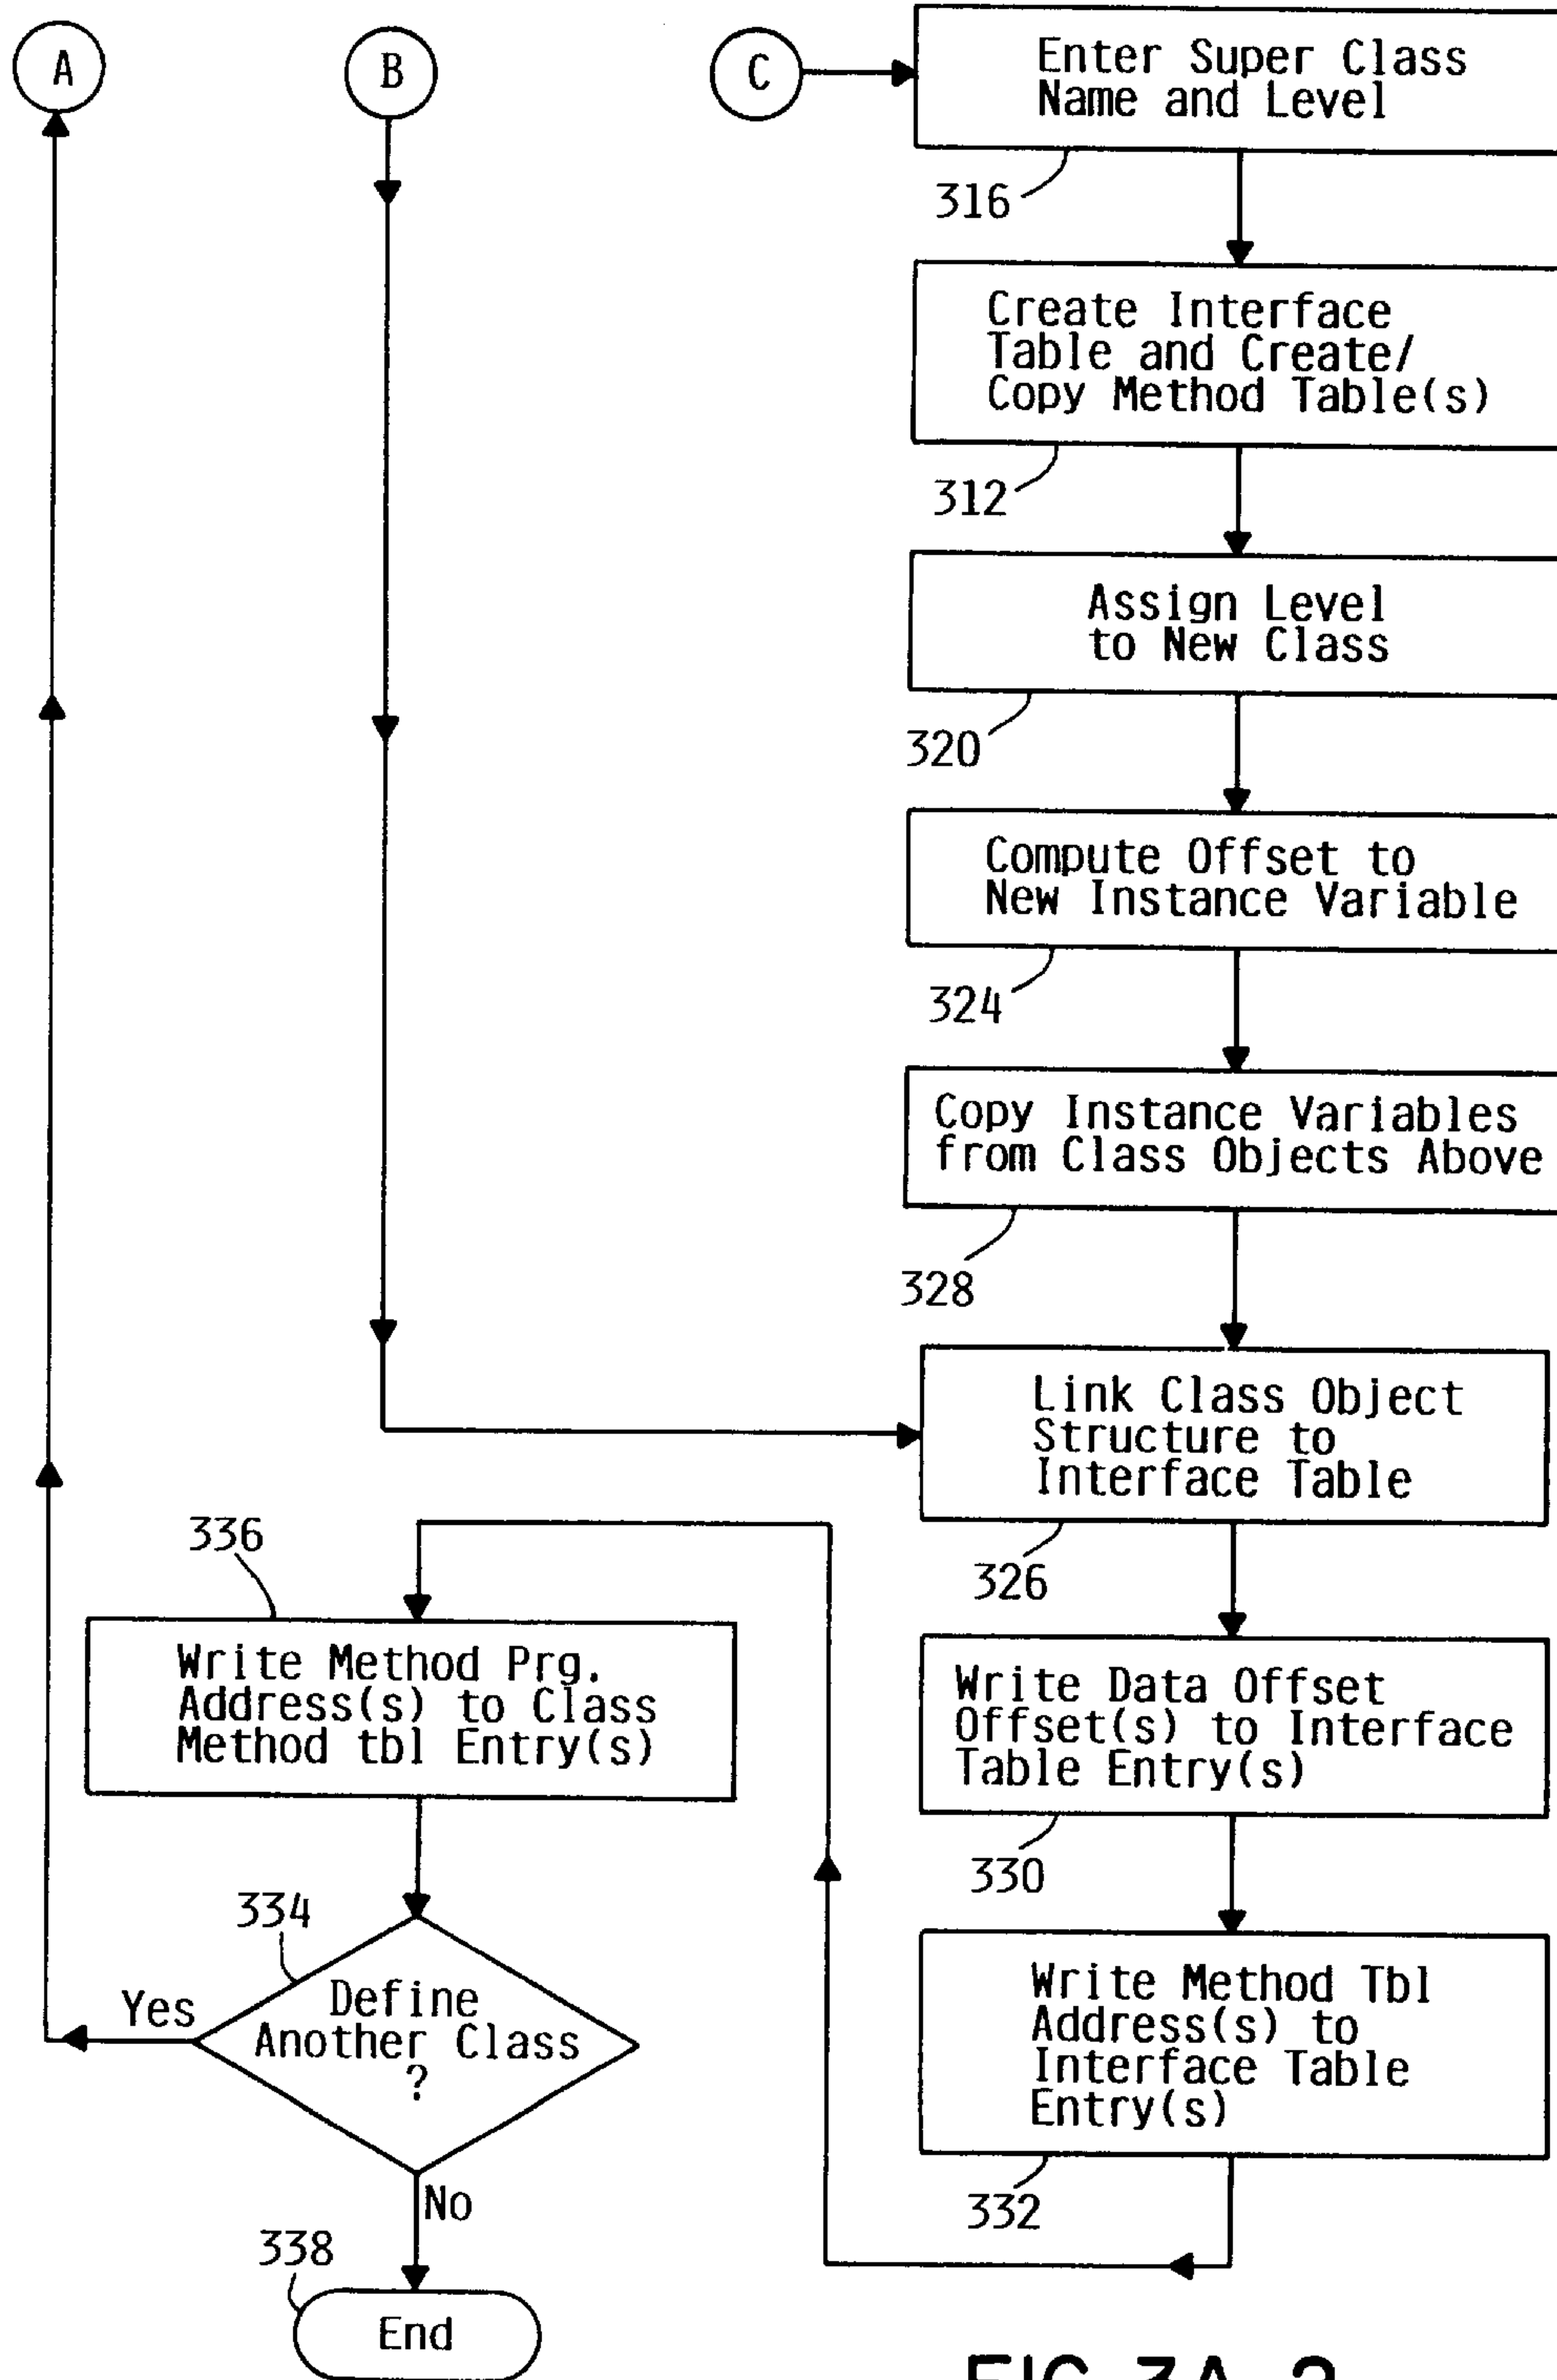 A
B
C
Enter Super Class
Name and Level
316
Create Interface
Table and Create/
Copy Method Table(s)
312
Assign Level
to New Class
320
Compute Offset to
New Instance Variable
324
Copy Instance Variables
from Class Objects Above
328
Link Class Object
Structure to
Interface Table
326
Write Data Offset
Offset(s) to Interface
Table Entry(s)
330
Write Method Tbl
Address(s) to
Interface Table
Entry(s)
332
336
Write Method Prg.
Address(s) to Class
Method tbl Entry(s)
334
Define
Another Class
?
Yes
No
338
End
FIG. 3A-2